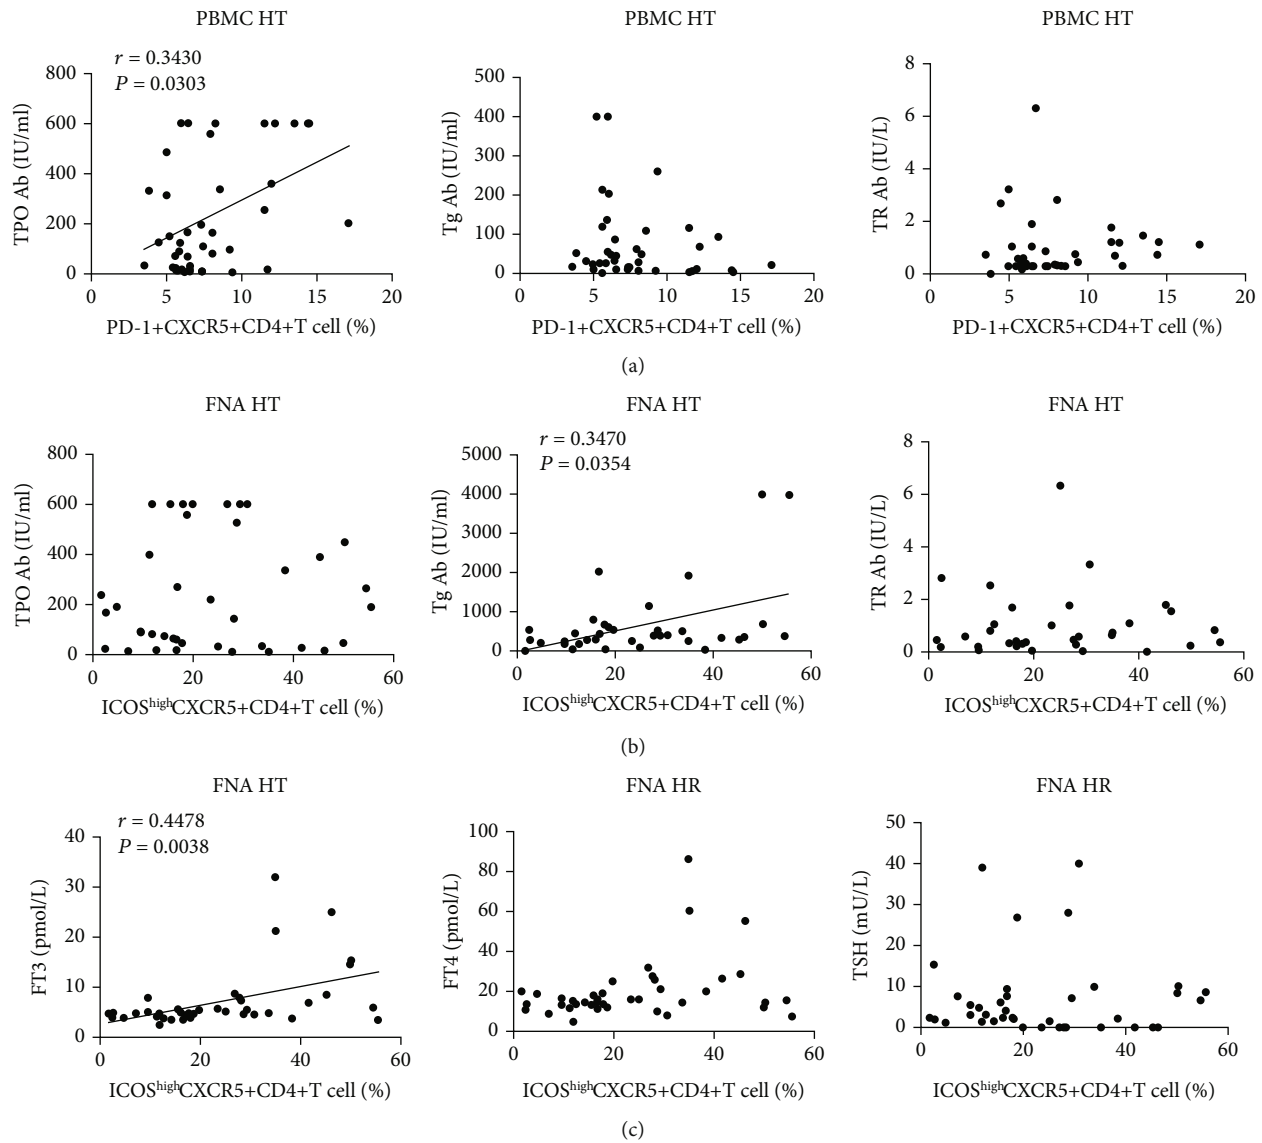 PBMC HT
r = 0.3430
P = 0.0303
800
600
400
200
0
TPO Ab (IU/ml)
0 5 10 15 20
PD-1+CXCR5+CD4+T cell (%)
PBMC HT
500
400
300
200
100
0
Tg Ab (IU/ml)
0 5 10 15 20
PD-1+CXCR5+CD4+T cell (%)
PBMC HT
8
6
4
2
0
TR Ab (IU/L)
0 5 10 15 20
PD-1+CXCR5+CD4+T cell (%)
(a)
FNA HT
800
600
400
200
0
TPO Ab (IU/ml)
0 20 40 60
ICOShighCXCR5+CD4+T cell (%)
FNA HT
r = 0.3470
P = 0.0354
5000
4000
3000
2000
1000
0
Tg Ab (IU/ml)
0 20 40 60
ICOShighCXCR5+CD4+T cell (%)
FNA HT
8
6
4
2
0
TR Ab (IU/L)
0 20 40 60
ICOShighCXCR5+CD4+T cell (%)
(b)
FNA HT
r = 0.4478
P = 0.0038
40
30
20
10
0
FT3 (pmol/L)
0 20 40 60
ICOShighCXCR5+CD4+T cell (%)
FNA HR
100
80
60
40
20
0
FT4 (pmol/L)
0 20 40 60
ICOShighCXCR5+CD4+T cell (%)
FNA HR
50
40
30
20
10
0
TSH (mU/L)
0 20 40 60
ICOShighCXCR5+CD4+T cell (%)
(c)